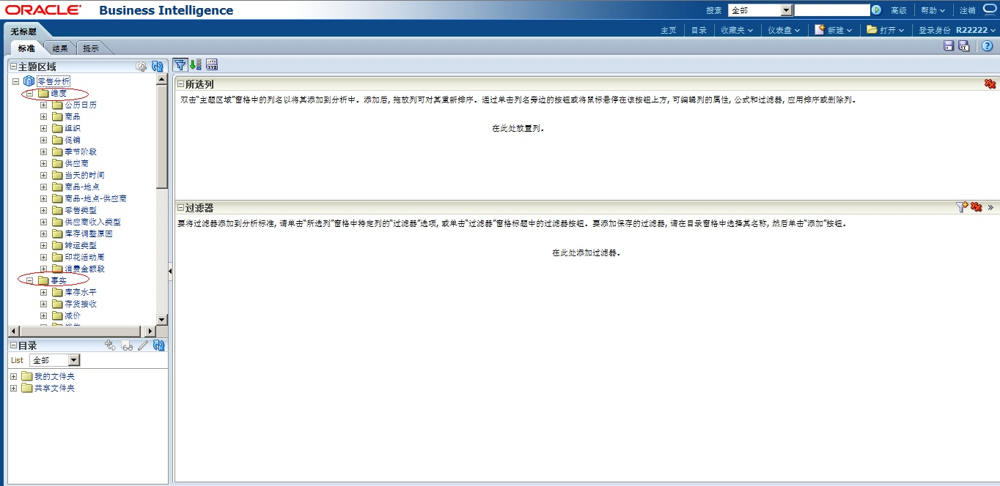 ORACLE Business Intelligence
搜索 全部 高级 帮助 注销
无标题
主页 目录 收藏夹 仪表盘 新建 打开 登录身份 R22222
标准 结果 提示
主题区域
零售分析
维度
公历日历
商品
组织
促销
季节阶段
供应商
当天的时间
商品-地点
商品-地点-供应商
零售类型
供应商收入类型
库存调整原因
转运类型
印花活动周
消费金额段
事实
库存水平
存货接收
减价
目录
List 全部
我的文件夹
共享文件夹
所选列
双击“主题区域”窗格中的列名以将其添加到分析中。添加后, 拖放列可对其重新排序。通过单击列名旁边的按钮或将鼠标悬停在该按钮上方, 可编辑列的属性, 公式和过滤器, 应用排序或删除列。
在此处放置列。
过滤器
要将过滤器添加到分析标准, 请单击“所选列”窗格中特定列的“过滤器”选项, 或单击“过滤器”窗格标题中的过滤器按钮。要添加保存的过滤器, 请在目录窗格中选择其名称, 然后单击“添加”按钮。
在此处添加过滤器。